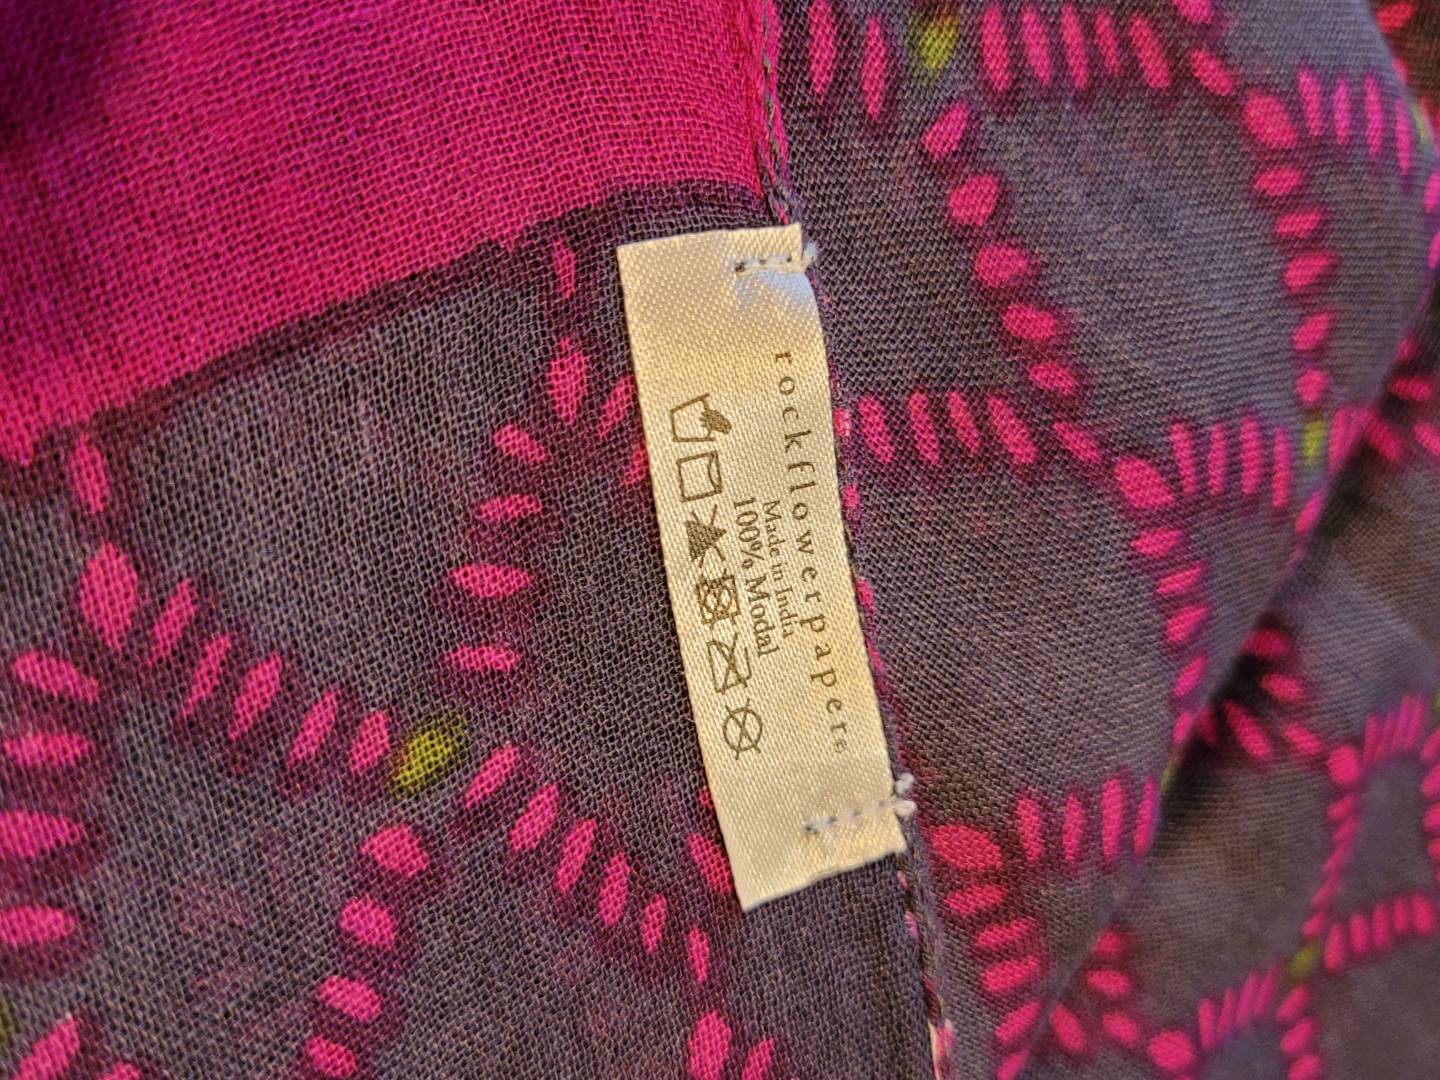 rockflowerpaper®
Made in India
100% Modal